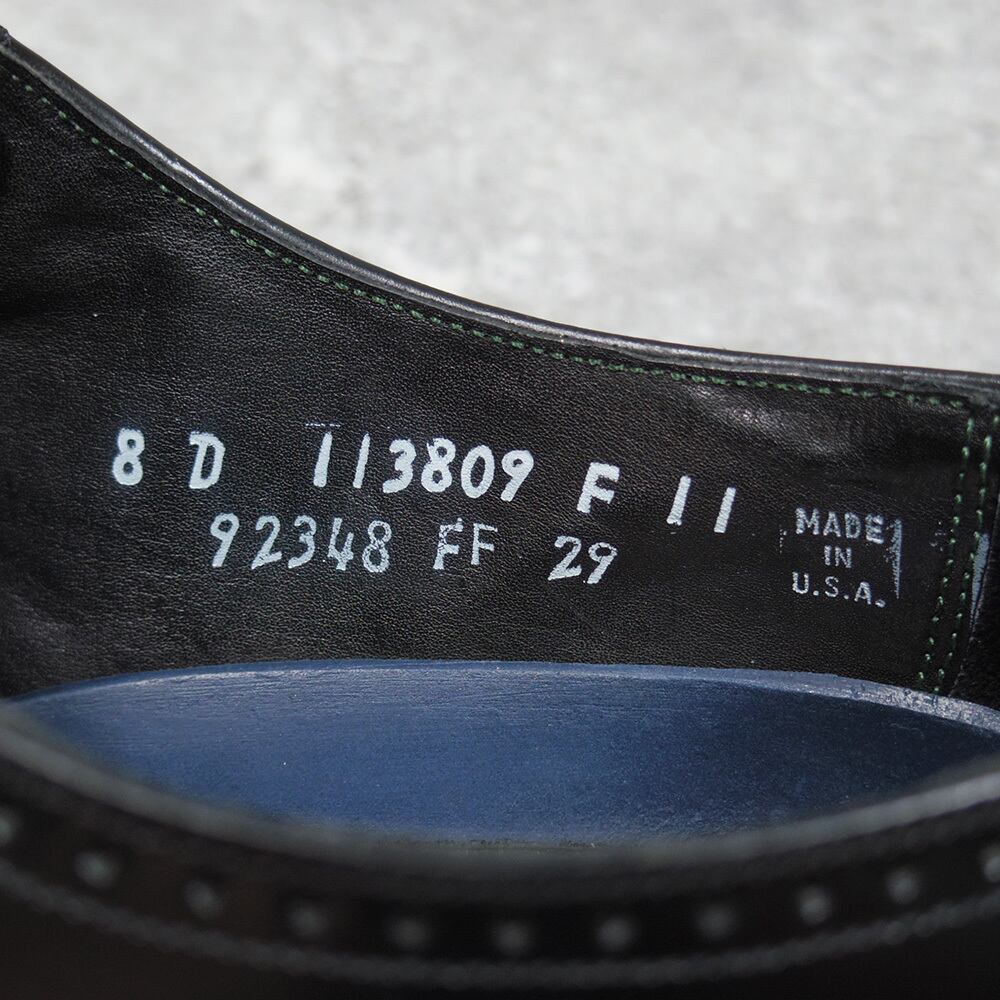 8 D 113809 F 11
92348 FF 29
MADE
IN
U.S.A.